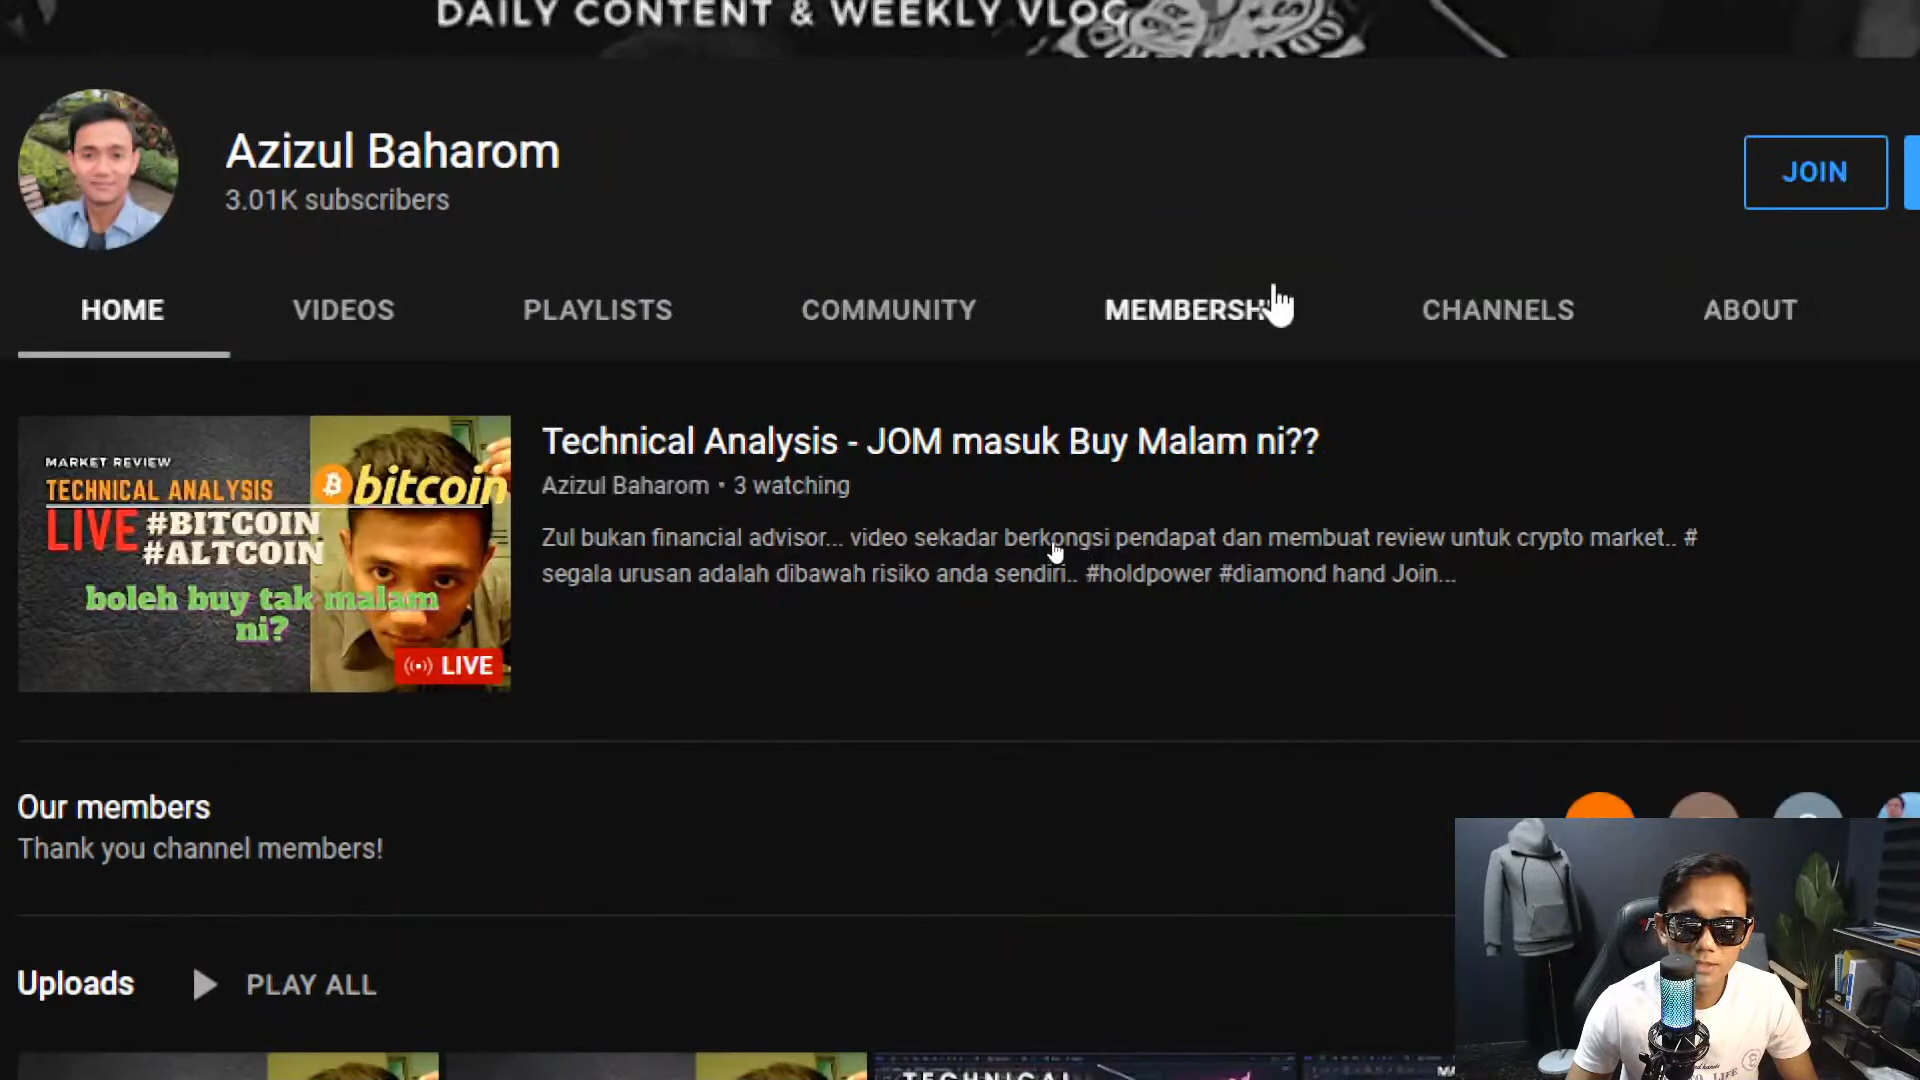 DAILY CONTENT & WEEKLY VLOG
Azizul Baharom
3.01K subscribers
JOIN
HOME
VIDEOS
PLAYLISTS
COMMUNITY
MEMBERSH
CHANNELS
ABOUT
MARKET REVIEW
TECHNICAL ANALYSIS
bitcoin
LIVE #BITCOIN
#ALTCOIN
boleh buy tak malam
ni?
LIVE
Technical Analysis - JOM masuk Buy Malam ni??
Azizul Baharom • 3 watching
Zul bukan financial advisor... video sekadar berkongsi pendapat dan membuat review untuk crypto market.. #
segala urusan adalah dibawah risiko anda sendiri.. #holdpower #diamond hand Join...
Our members
Thank you channel members!
Uploads
PLAY ALL
TECHNICAL